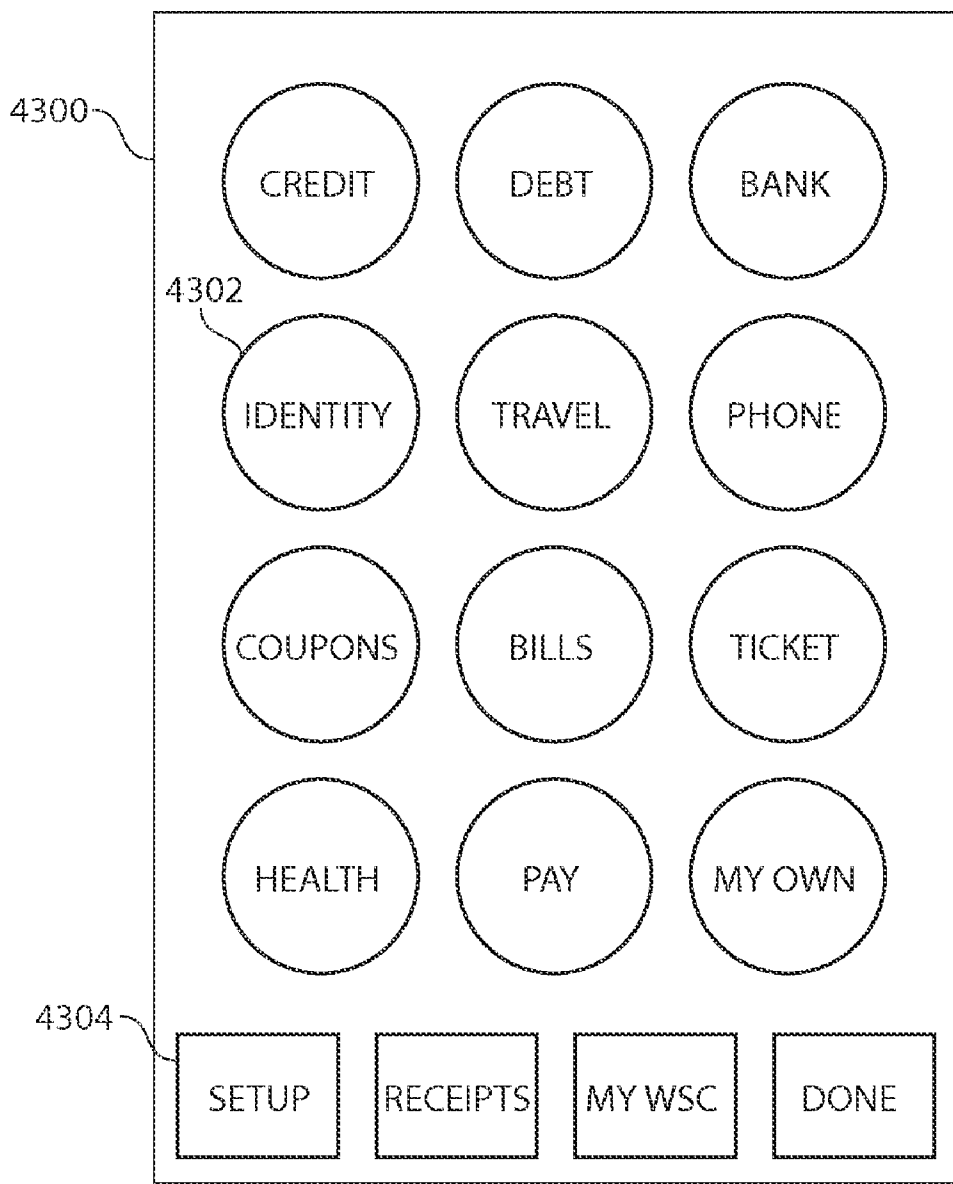 4300
CREDIT DEBT BANK
4302
IDENTITY TRAVEL PHONE
COUPONS BILLS TICKET
HEALTH PAY MY OWN
4304
SETUP RECEIPTS MY WSC DONE